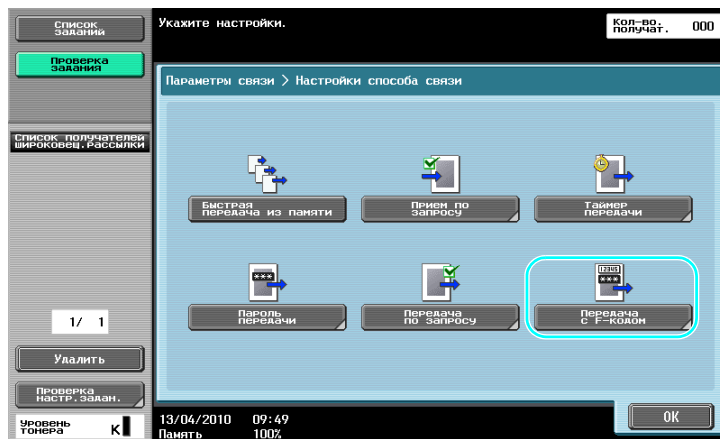 Список
заданий
Укажите настройки.
Кол-во.
получат.
000
Проверка
задания
Параметры связи > Настройки способа связи
Список получателей
широковещ.рассылки
Быстрая
передача из памяти
Прием по
запросу
Таймер
передачи
12345
***
***
Пароль
передачи
Передача
по запросу
Передача
с F-кодом
1/ 1
Удалить
Проверка
настр.задан.
Уровень
тонера
K
13/04/2010 09:49
Память 100%
OK